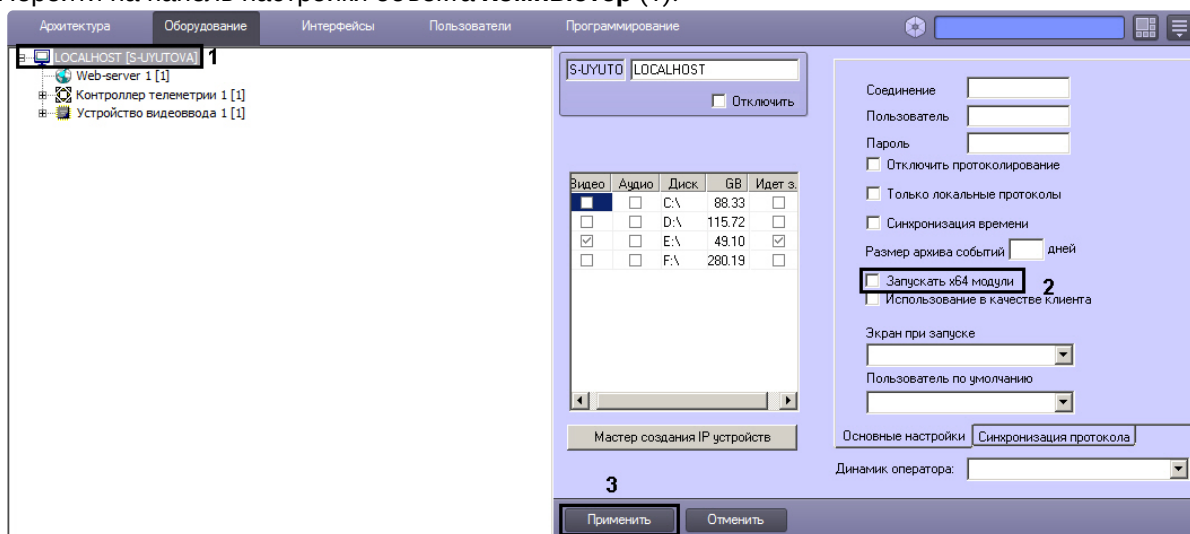 Перейти на панель настройки объекта Компьютер (1).
Архитектура Оборудование Интерфейсы Пользователи Программирование
LOCALHOST [S-UYUTOVA] 1
Web-server 1 [1]
Контроллер телеметрии 1 [1]
Устройство видеоввода 1 [1]
S-UYUTO LOCALHOST
Отключить
Видео Аудио Диск GB Идет з.
C:\ 88.33
D:\ 115.72
E:\ 49.10
F:\ 280.19
Мастер создания IP устройств
Соединение
Пользователь
Пароль
Отключить протоколирование
Только локальные протоколы
Синхронизация времени
Размер архива событий дней
Запускать x64 модули 2
Использование в качестве клиента
Экран при запуске
Пользователь по умолчанию
Основные настройки Синхронизация протокола
Динамик оператора:
3
Применить Отменить